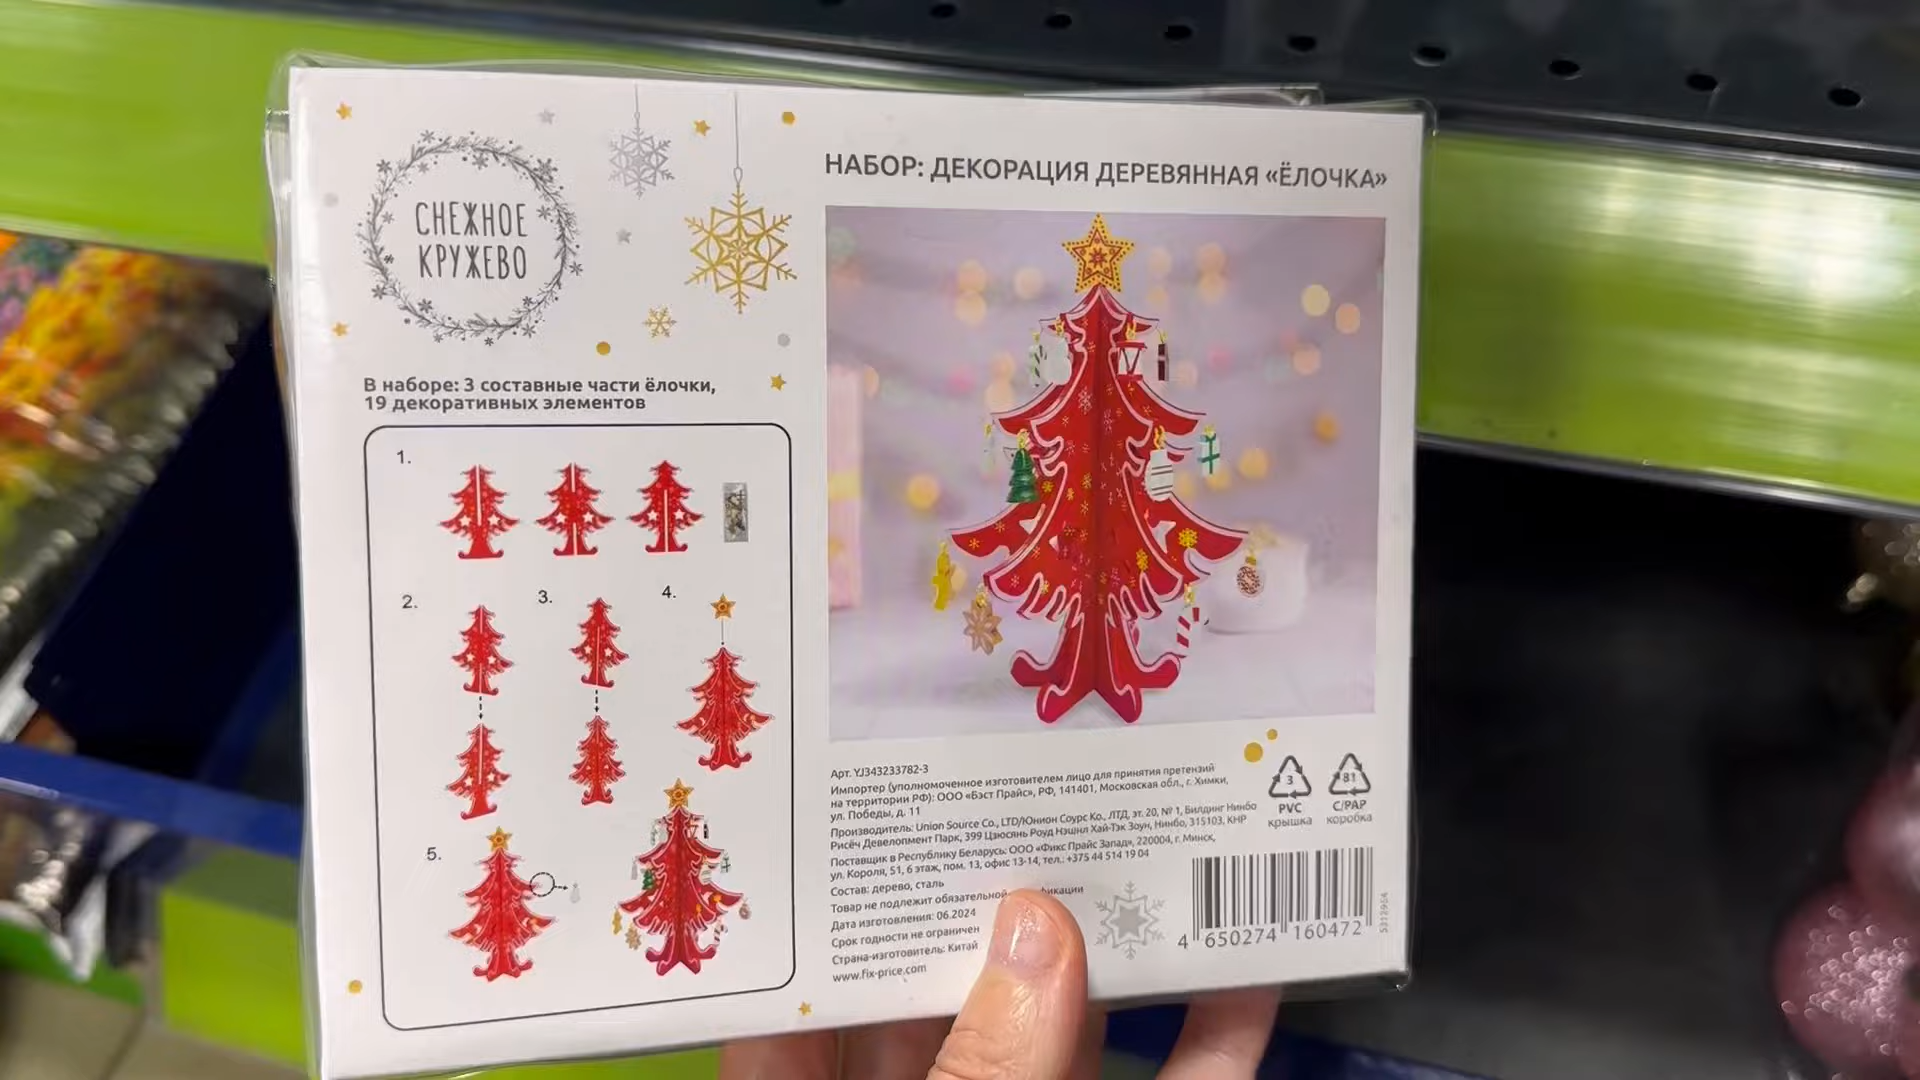 СНЕЖНОЕ
КРУЖЕВО
В наборе: 3 составные части ёлочки,
19 декоративных элементов
1.
2.
3.
4.
5.
НАБОР: ДЕКОРАЦИЯ ДЕРЕВЯННАЯ «ЁЛОЧКА»
Арт. YJ343233782-3
Импортер (уполномоченное изготовителем лицо для принятия претензий
на территории РФ): ООО «Бэст Прайс», РФ, 141401, Московская обл., г. Химки,
ул. Победы, д. 11
Производитель: Union Source Co., LTD/Юнион Соурс Ко., ЛТД, эт. 20, № 1, Билдинг Нинбо
Рисёч Девелопмент Парк, 399 Цзюсянь Роуд Нэшнл Хай-Тэк Зоун, Нинбо, 315103, КНР
Поставщик в Республику Беларусь: ООО «Фикс Прайс Запад», 220004, г. Минск,
ул. Короля, 51, 6 этаж, пом. 13, офис 13-14, тел.: +375 44 514 19 04
Состав: дерево, сталь
Товар не подлежит обязательной
Дата изготовления: 06.2024
Срок годности не ограничен
Страна-изготовитель: Китай
www.fix-price.com
3
PVC
крышка
81
C/PAP
коробка
4 650274 160472